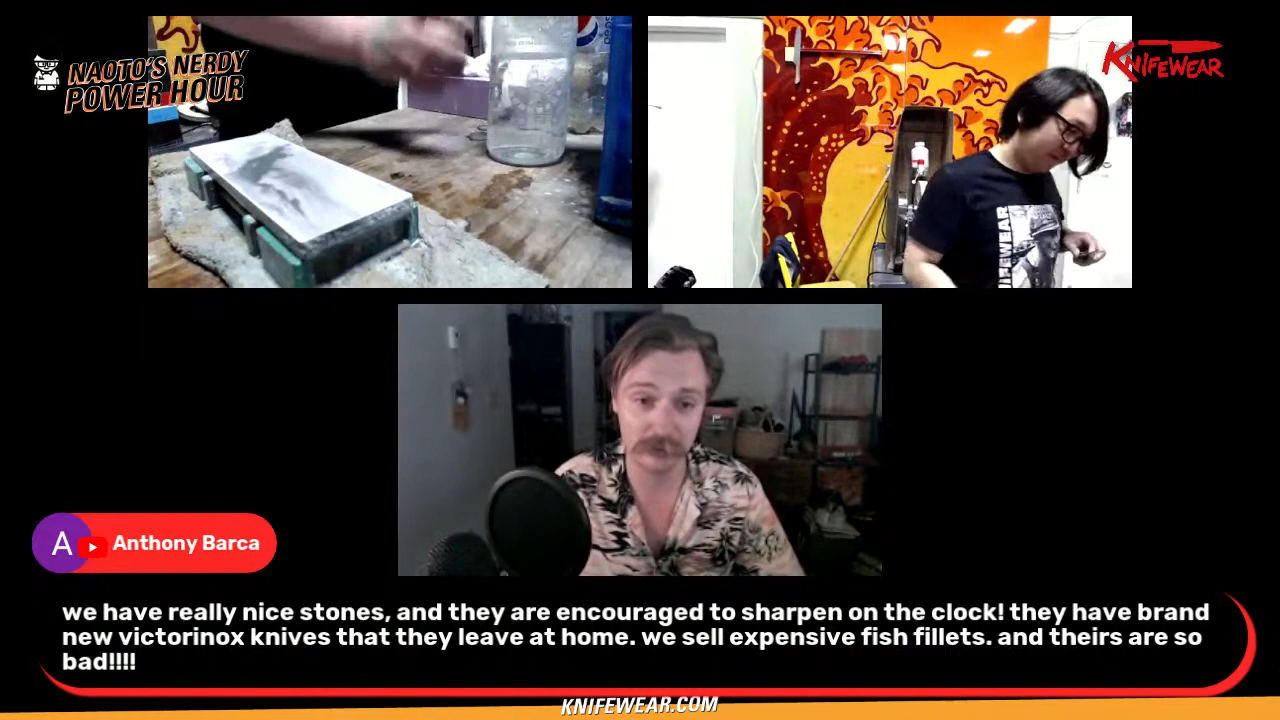 NAOTO'S NERDY
POWER HOUR
KNIFEWEAR
pepsi
KNIFEWEAR
A
Anthony Barca
we have really nice stones, and they are encouraged to sharpen on the clock! they have brand
new victorinox knives that they leave at home. we sell expensive fish fillets. and theirs are so
bad!!!!
KNIFEWEAR.COM